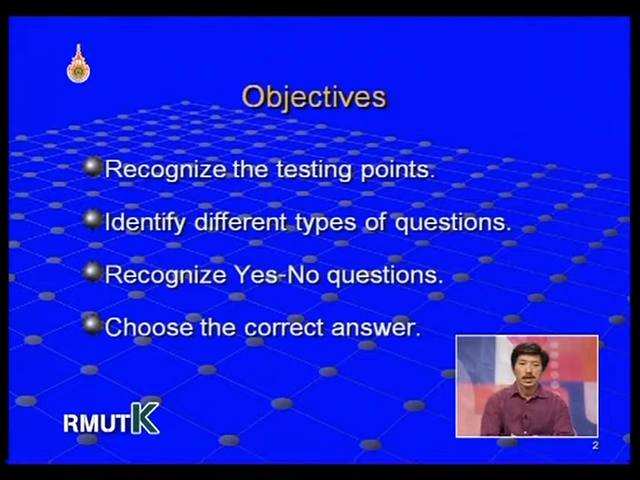 Objectives
Recognize the testing points.
Identify different types of questions.
Recognize Yes-No questions.
Choose the correct answer.
RMUTK
2